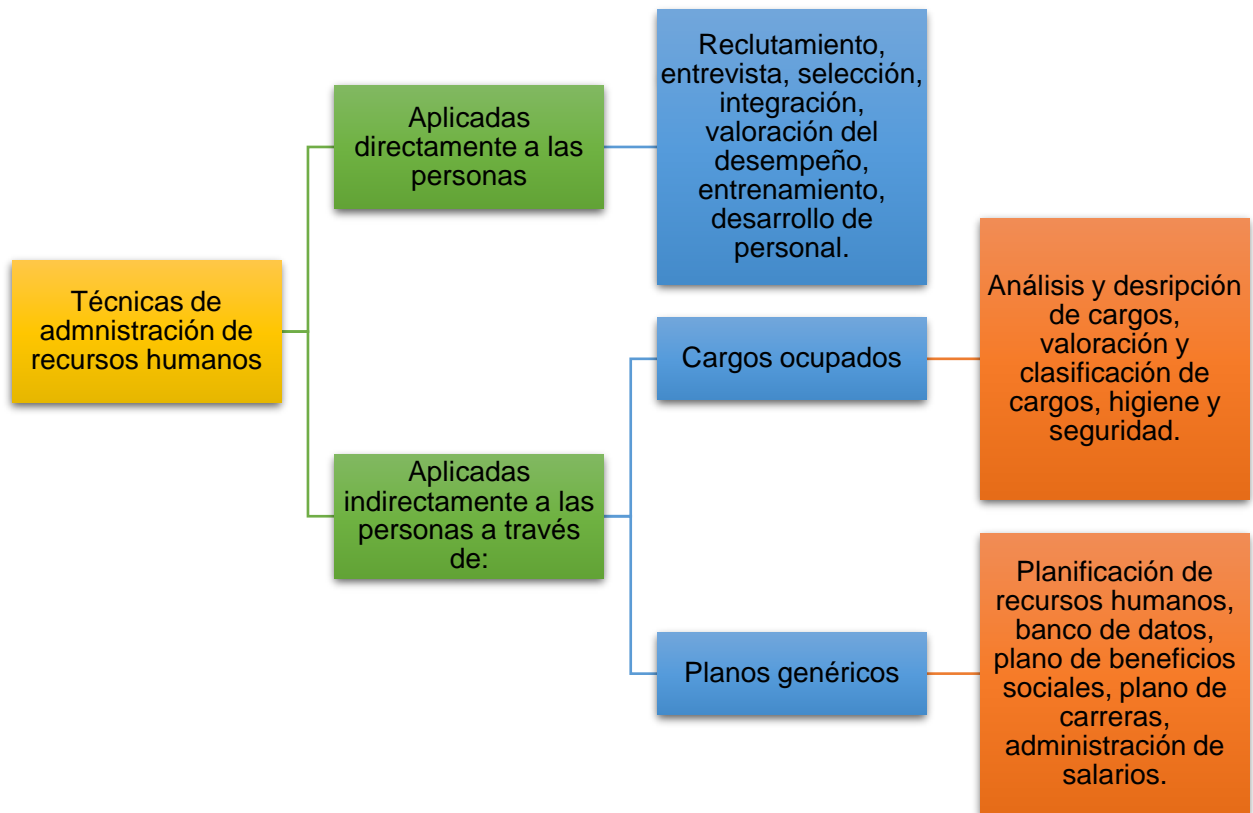 Técnicas de
admnistración de
recursos humanos
Aplicadas
directamente a las
personas
Reclutamiento,
entrevista, selección,
integración,
valoración del
desempeño,
entrenamiento,
desarrollo de
personal.
Aplicadas
indirectamente a las
personas a través
de:
Cargos ocupados
Análisis y desripción
de cargos,
valoración y
clasificación de
cargos, higiene y
seguridad.
Planos genéricos
Planificación de
recursos humanos,
banco de datos,
plano de beneficios
sociales, plano de
carreras,
administración de
salarios.